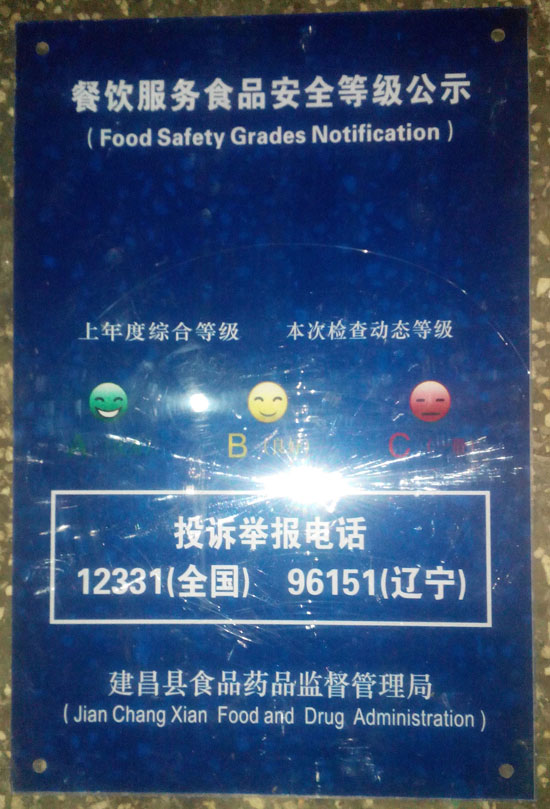 餐饮服务食品安全等级公示
(Food Safety Grades Notification)
上年度综合等级 本次检查动态等级
A B C
投诉举报电话
12331(全国) 96151(辽宁)
建昌县食品药品监督管理局
(Jian Chang Xian Food and Drug Administration)